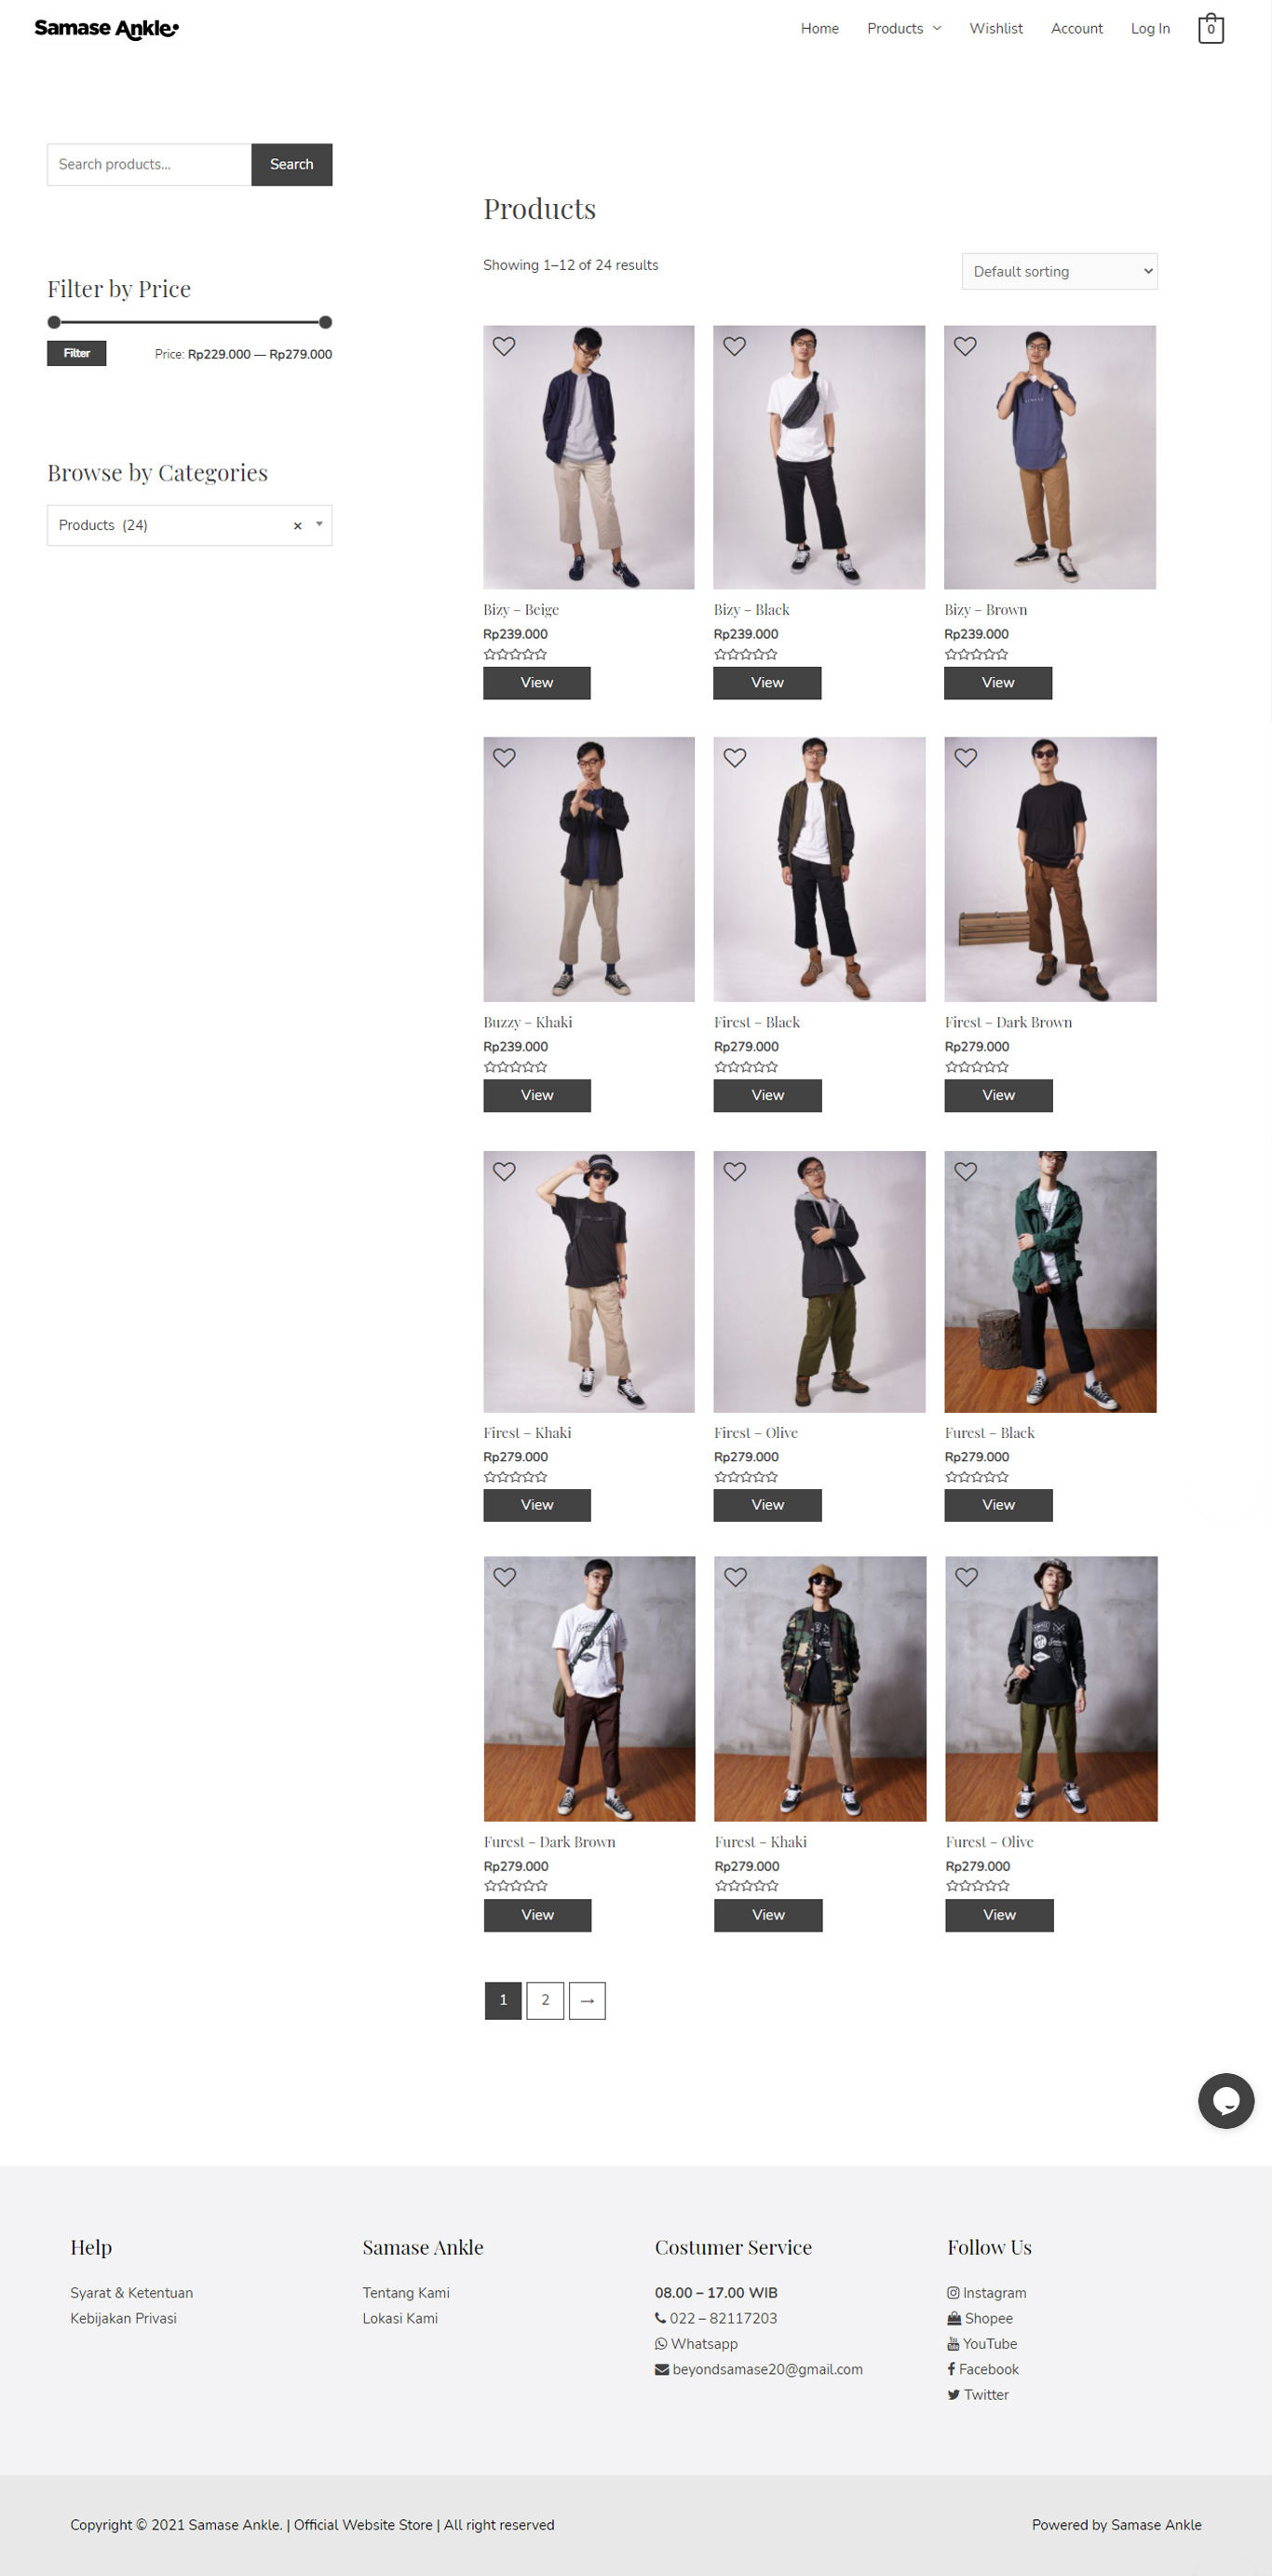 Samase Ankle
Home Products Wishlist Account Log In 0
Search products... Search
Products
Showing 1–12 of 24 results Default sorting
Filter by Price
Filter Price: Rp229.000 — Rp279.000
Browse by Categories
Products (24) ×
Bizy – Beige Bizy – Black Bizy – Brown
Rp239.000 Rp239.000 Rp239.000
View View View
Buzzy – Khaki Firest – Black Firest – Dark Brown
Rp239.000 Rp279.000 Rp279.000
View View View
Firest – Khaki Firest – Olive Furest – Black
Rp279.000 Rp279.000 Rp279.000
View View View
Furest – Dark Brown Furest – Khaki Furest – Olive
Rp279.000 Rp279.000 Rp279.000
View View View
1 2 →
Help
Syarat & Ketentuan
Kebijakan Privasi
Samase Ankle
Tentang Kami
Lokasi Kami
Costumer Service
08.00 – 17.00 WIB
022 – 82117203
Whatsapp
beyondsamase20@gmail.com
Follow Us
Instagram
Shopee
YouTube
Facebook
Twitter
Copyright © 2021 Samase Ankle. | Official Website Store | All right reserved
Powered by Samase Ankle